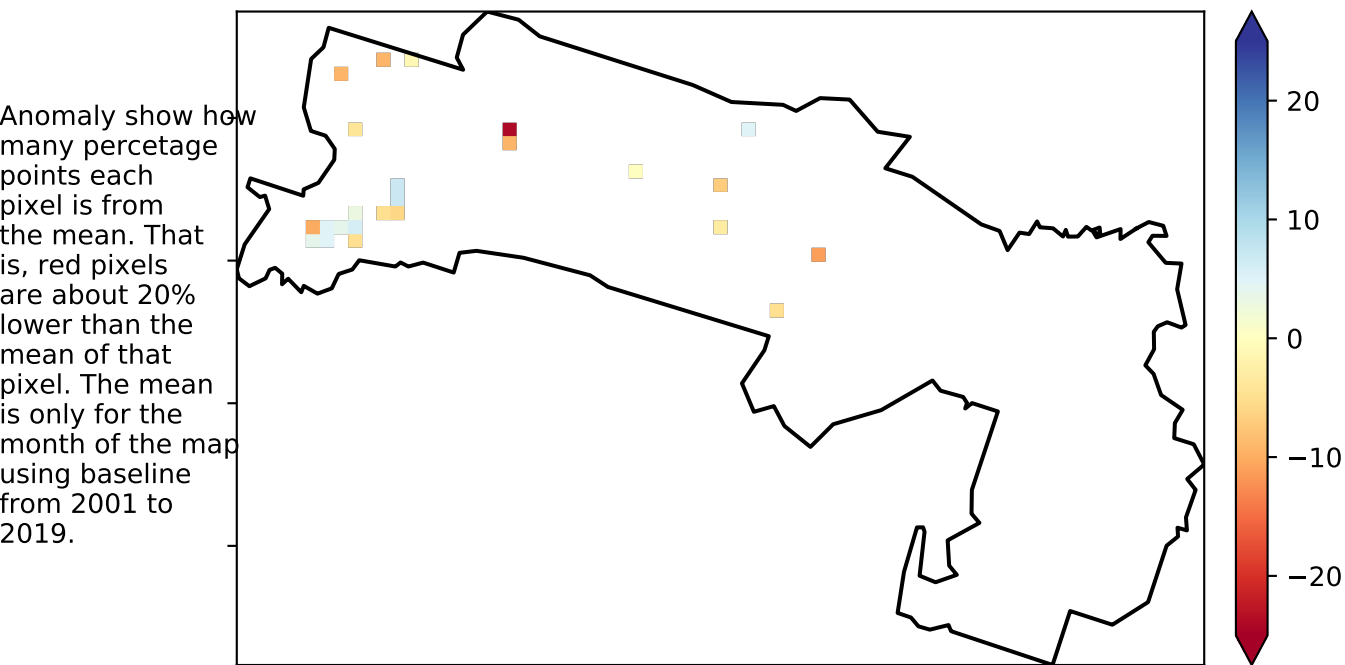 Anomaly show how
many percetage
points each
pixel is from
the mean. That
is, red pixels
are about 20%
lower than the
mean of that
pixel. The mean
is only for the
month of the map
using baseline
from 2001 to
2019.
20
10
0
−10
−20